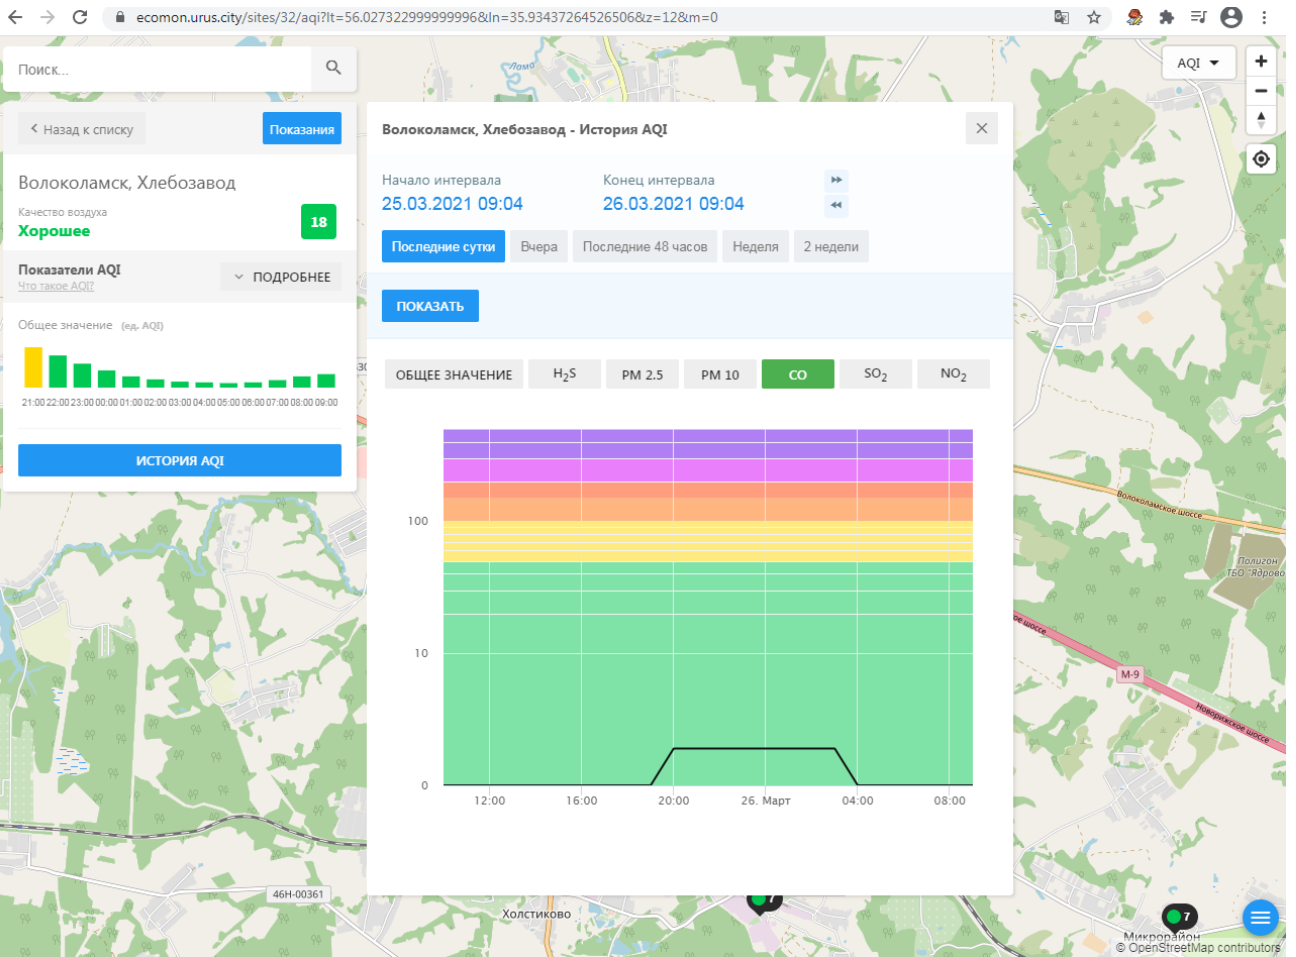 ecomon.urus.city/sites/32/aqi?lt=56.027322999999996&ln=35.93437264526506&z=12&m=0
Поиск...
AQI
Лама
Назад к списку
Показания
Волоколамск, Хлебозавод
Качество воздуха
Хорошее
18
Показатели AQI
Что такое AQI?
ПОДРОБНЕЕ
Общее значение (ед. AQI)
21:00 22:00 23:00 00:00 01:00 02:00 03:00 04:00 05:00 06:00 07:00 08:00 09:00
ИСТОРИЯ AQI
Волоколамск, Хлебозавод - История AQI
Начало интервала
25.03.2021 09:04
Конец интервала
26.03.2021 09:04
Последние сутки
Вчера
Последние 48 часов
Неделя
2 недели
ПОКАЗАТЬ
ОБЩЕЕ ЗНАЧЕНИЕ
H₂S
PM 2.5
PM 10
CO
SO₂
NO₂
100
10
0
12:00
16:00
20:00
26. Март
04:00
08:00
Волоколамское шоссе
Полигон
ТБО "Ядрово
М-9
Новорижское шоссе
46Н-00361
Холстиково
7
7
Микрорайон
© OpenStreetMap contributors